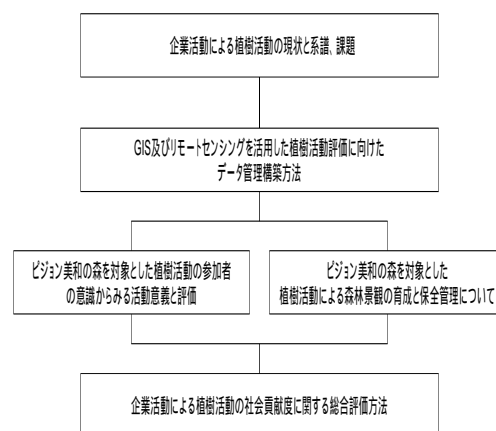 企業活動による植樹活動の現状と系譜、課題
GIS及びリモートセンシングを活用した植樹活動評価に向けた
データ管理構築方法
ピジョン美和の森を対象とした植樹活動の参加者
の意識からみる活動意義と評価
ピジョン美和の森を対象とした
植樹活動による森林景観の育成と保全管理について
企業活動による植樹活動の社会貢献度に関する総合評価方法